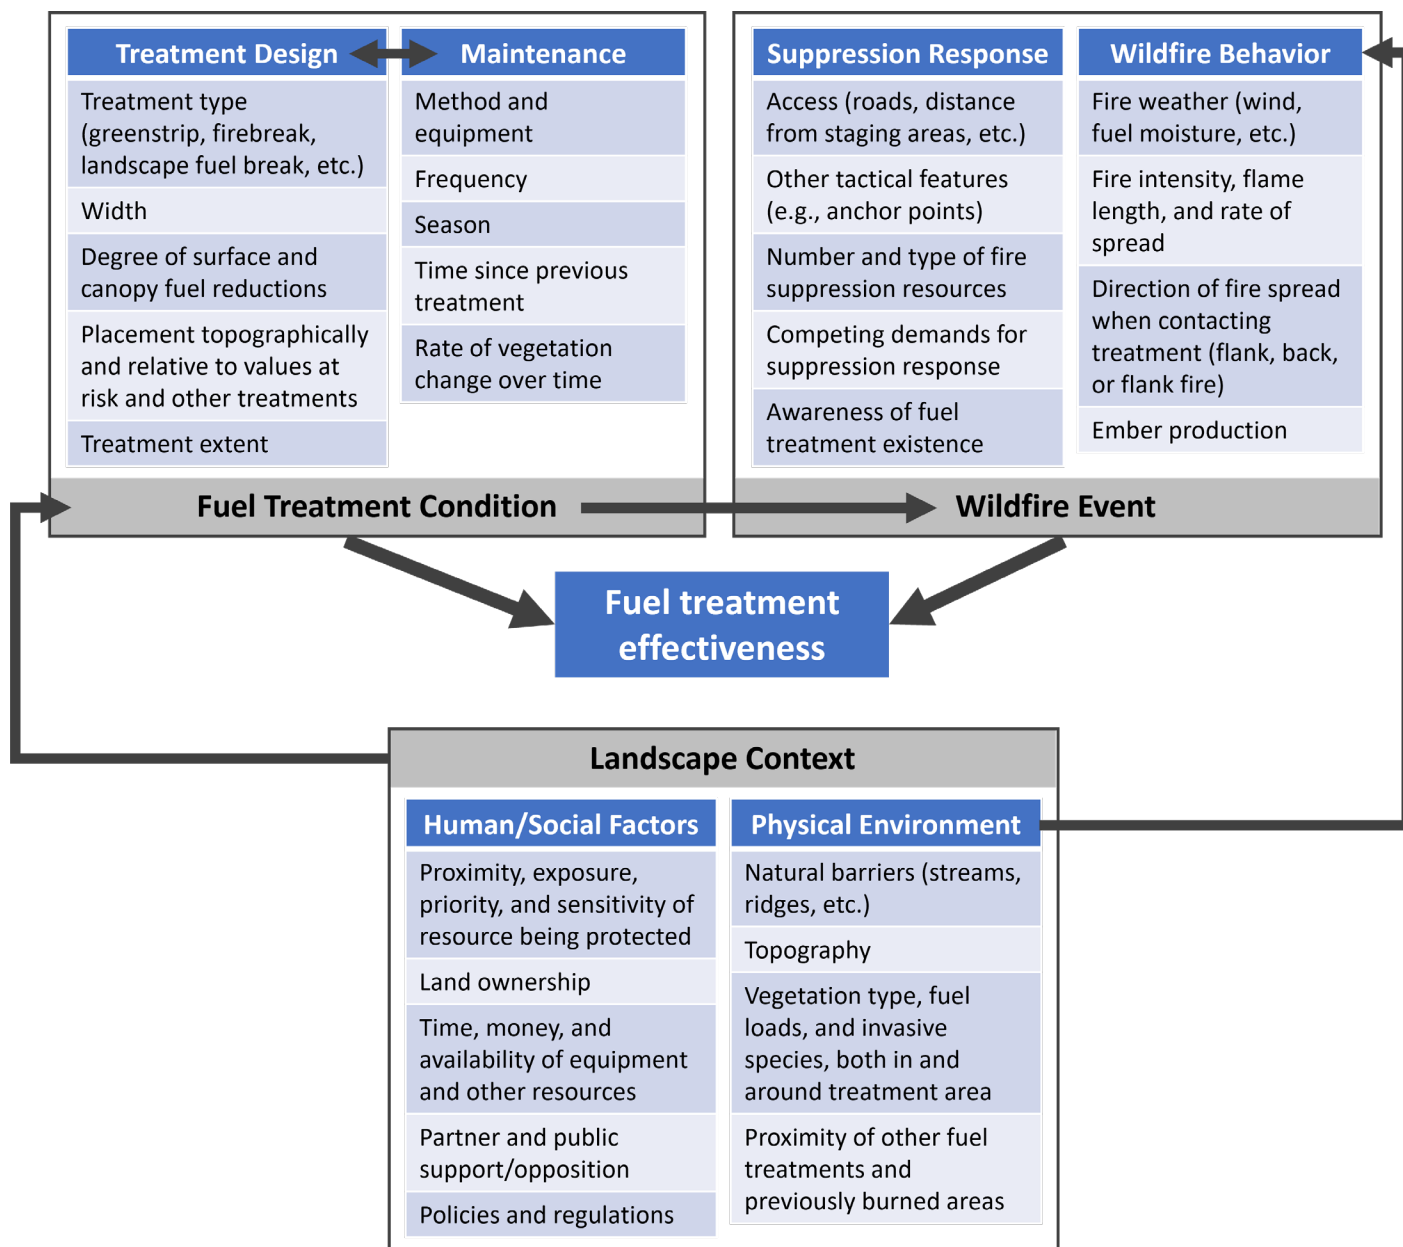 Treatment Design
Treatment type
(greenstrip, firebreak,
landscape fuel break, etc.)
Width
Degree of surface and
canopy fuel reductions
Placement topographically
and relative to values at
risk and other treatments
Treatment extent
Maintenance
Method and
equipment
Frequency
Season
Time since previous
treatment
Rate of vegetation
change over time
Fuel Treatment Condition
Suppression Response
Access (roads, distance
from staging areas, etc.)
Other tactical features
(e.g., anchor points)
Number and type of fire
suppression resources
Competing demands for
suppression response
Awareness of fuel
treatment existence
Wildfire Behavior
Fire weather (wind,
fuel moisture, etc.)
Fire intensity, flame
length, and rate of
spread
Direction of fire spread
when contacting
treatment (flank, back,
or flank fire)
Ember production
Wildfire Event
Fuel treatment
effectiveness
Landscape Context
Human/Social Factors
Proximity, exposure,
priority, and sensitivity of
resource being protected
Land ownership
Time, money, and
availability of equipment
and other resources
Partner and public
support/opposition
Policies and regulations
Physical Environment
Natural barriers (streams,
ridges, etc.)
Topography
Vegetation type, fuel
loads, and invasive
species, both in and
around treatment area
Proximity of other fuel
treatments and
previously burned areas